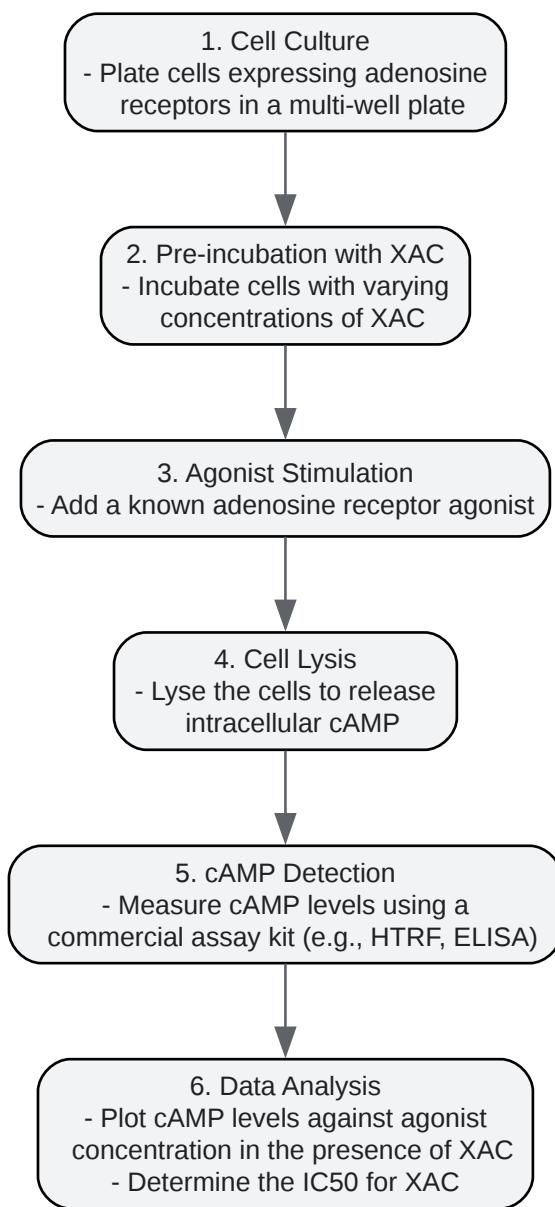 1. Cell Culture
- Plate cells expressing adenosine
receptors in a multi-well plate
2. Pre-incubation with XAC
- Incubate cells with varying
concentrations of XAC
3. Agonist Stimulation
- Add a known adenosine receptor agonist
4. Cell Lysis
- Lyse the cells to release
intracellular cAMP
5. cAMP Detection
- Measure cAMP levels using a
commercial assay kit (e.g., HTRF, ELISA)
6. Data Analysis
- Plot cAMP levels against agonist
concentration in the presence of XAC
- Determine the IC50 for XAC